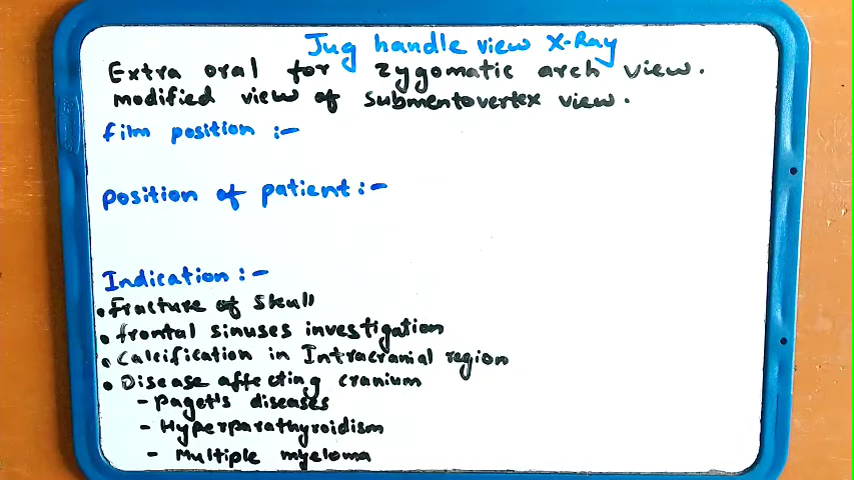 Jug handle view X-Ray
Extra oral for zygomatic arch view.
modified view of submentovertex view.
film position :-
position of patient :-
Indication :-
• Fracture of skull
• frontal sinuses investigation
• Calcification in Intracranial region
• Disease affecting cranium
- Paget's diseases
- Hyperparathyroidism
- Multiple myeloma